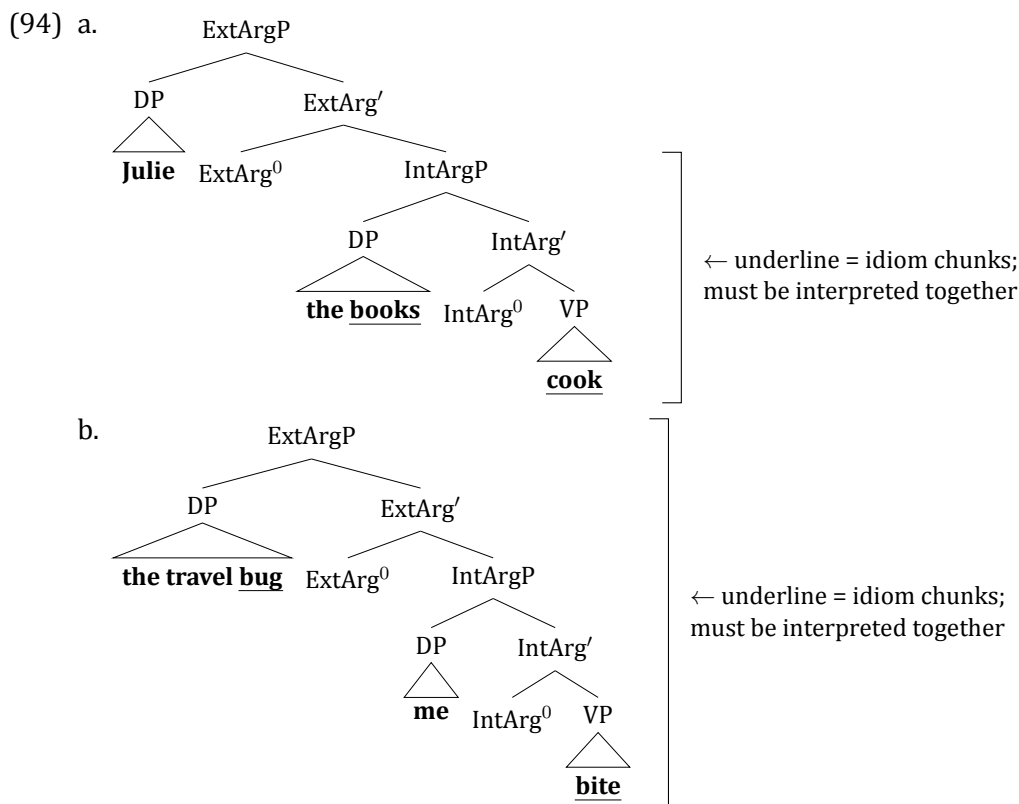 (94) a.
ExtArgP
DP ExtArg′
Julie ExtArg⁰ IntArgP
DP IntArg′
the books IntArg⁰ VP
cook
← underline = idiom chunks;
must be interpreted together
b.
ExtArgP
DP ExtArg′
the travel bug ExtArg⁰ IntArgP
DP IntArg′
me IntArg⁰ VP
bite
← underline = idiom chunks;
must be interpreted together